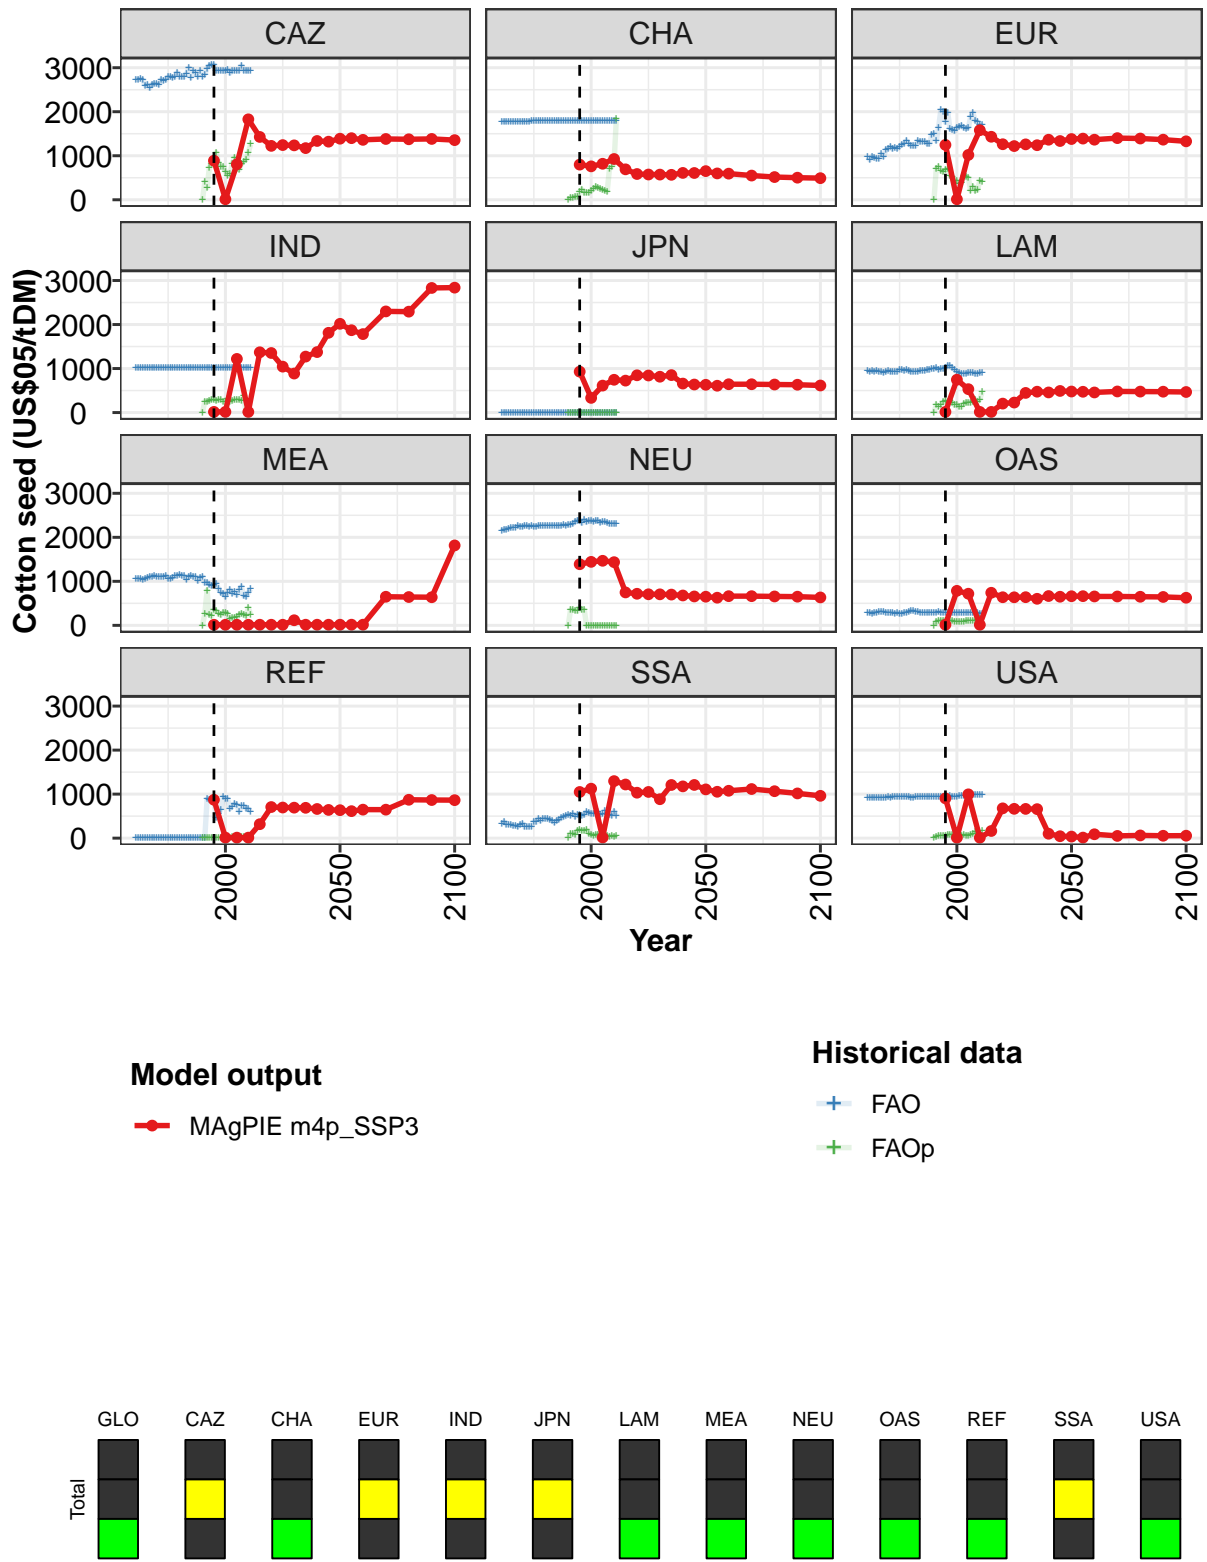 CAZ CHA EUR
3000
2000
1000
0
IND JPN LAM
3000
2000
1000
0
MEA NEU OAS
3000
2000
1000
0
REF SSA USA
3000
2000
1000
0
Cotton seed (US$05/tDM)
2000 2050 2100 2000 2050 2100 2000 2050 2100
Year
Model output
MAgPIE m4p_SSP3
Historical data
FAO
FAOp
GLO CAZ CHA EUR IND JPN LAM MEA NEU OAS REF SSA USA
Total